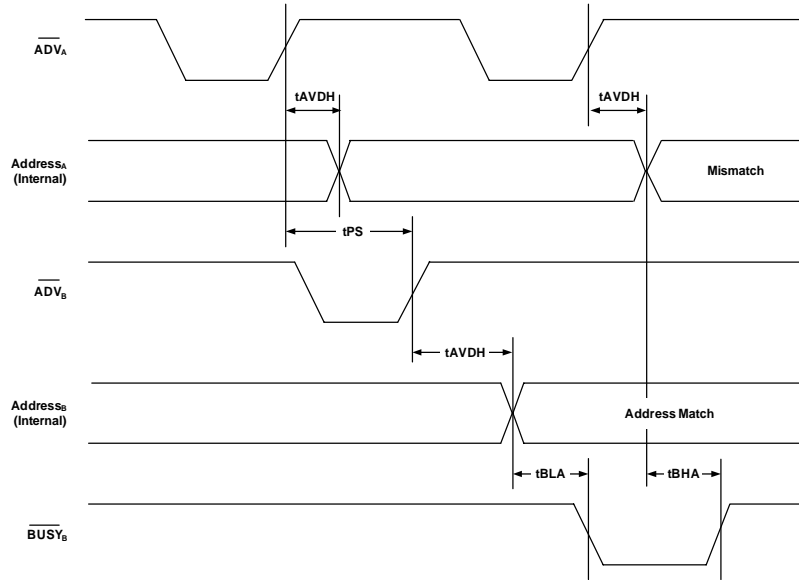 ADVA
tAVDH
tAVDH
AddressA
(Internal)
Mismatch
tPS
ADVB
tAVDH
AddressB
(Internal)
Address Match
tBLA
tBHA
BUSYB